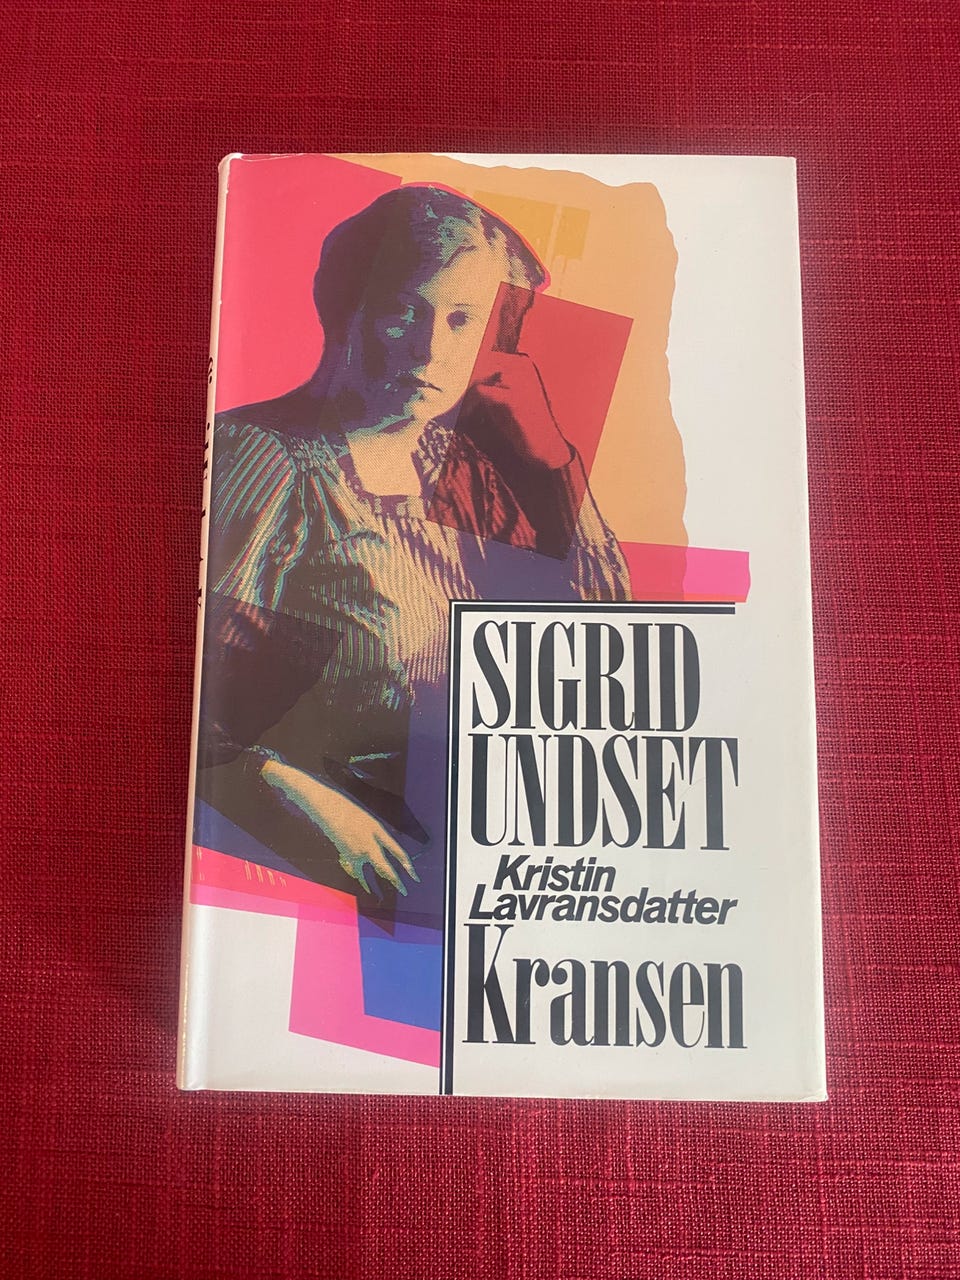 SIGRID
UNDSET
Kristin
Lavransdatter
Kransen